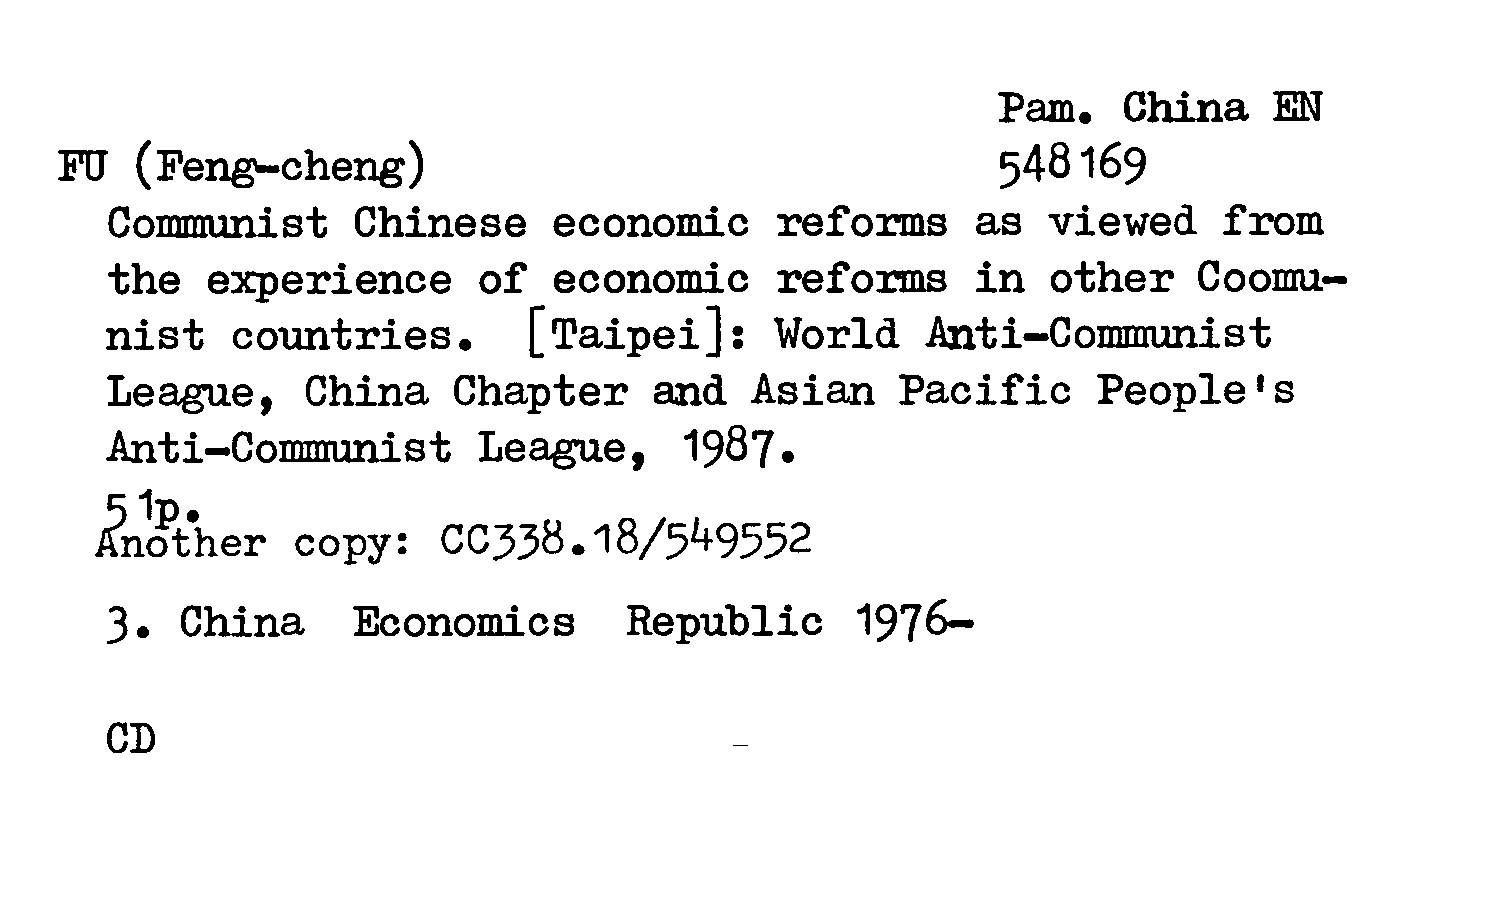 Pam. China EN
FU (Feng-cheng)
548169
Communist Chinese economic reforms as viewed from
the experience of economic reforms in other Coomu-
nist countries. [Taipei]: World Anti-Communist
League, China Chapter and Asian Pacific People's
Anti-Communist League, 1987.
51p.
Another copy: CC338.18/549552
3. China Economics Republic 1976-
CD